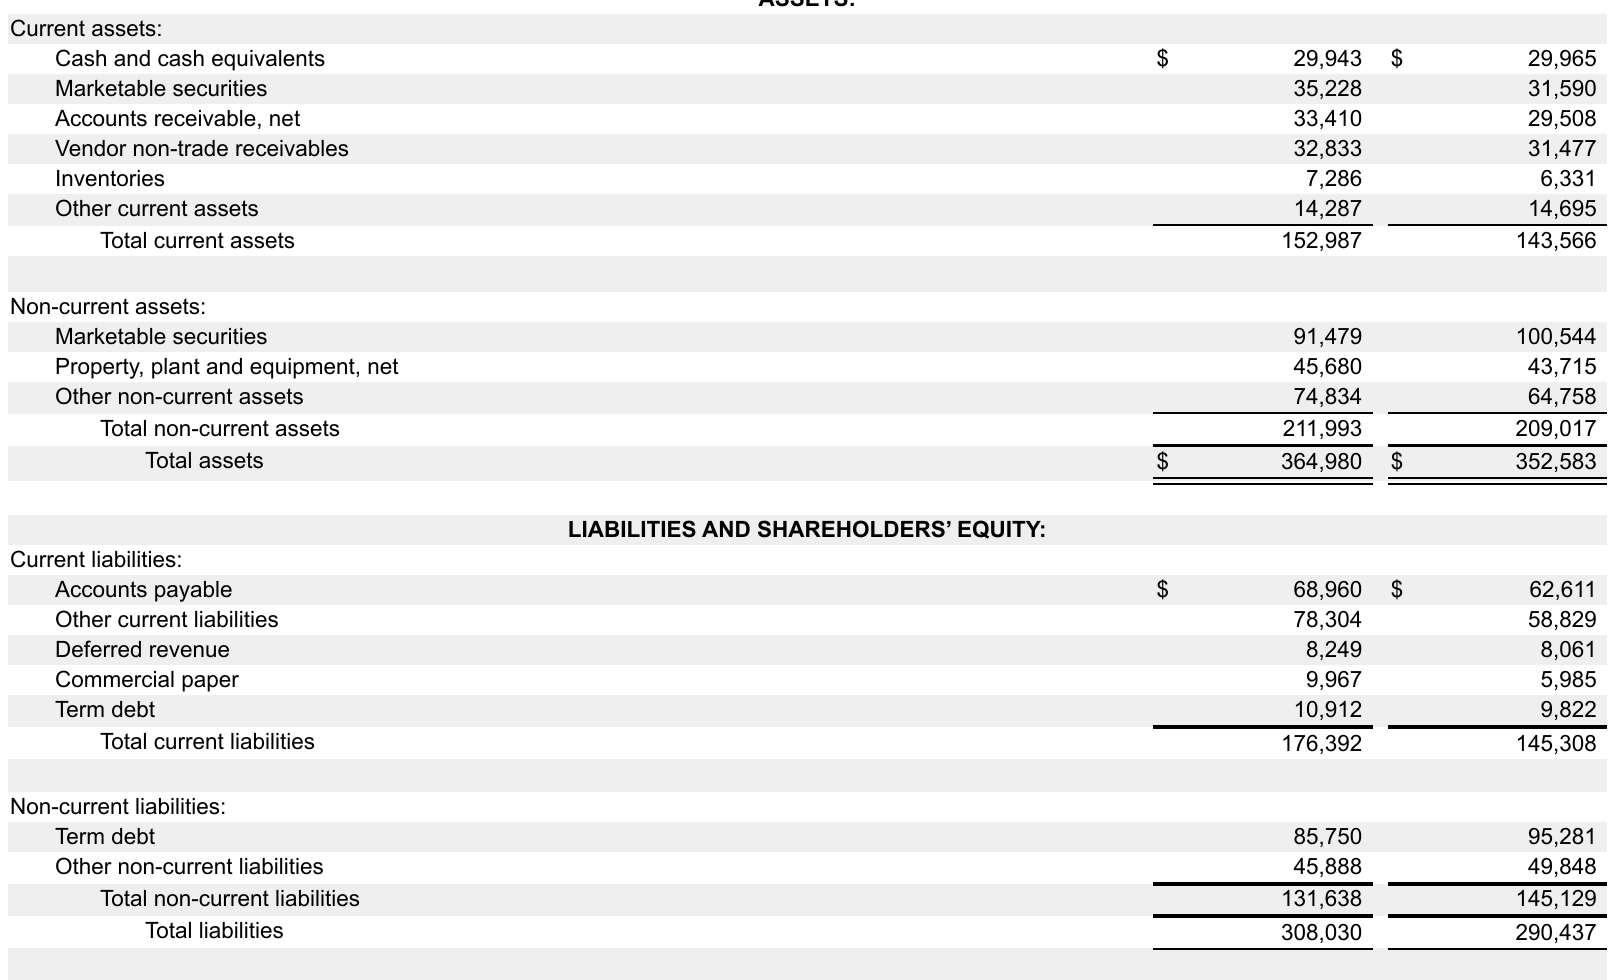 ASSETS:
Current assets:
Cash and cash equivalents $ 29,943 $ 29,965
Marketable securities 35,228 31,590
Accounts receivable, net 33,410 29,508
Vendor non-trade receivables 32,833 31,477
Inventories 7,286 6,331
Other current assets 14,287 14,695
Total current assets 152,987 143,566
Non-current assets:
Marketable securities 91,479 100,544
Property, plant and equipment, net 45,680 43,715
Other non-current assets 74,834 64,758
Total non-current assets 211,993 209,017
Total assets $ 364,980 $ 352,583
LIABILITIES AND SHAREHOLDERS’ EQUITY:
Current liabilities:
Accounts payable $ 68,960 $ 62,611
Other current liabilities 78,304 58,829
Deferred revenue 8,249 8,061
Commercial paper 9,967 5,985
Term debt 10,912 9,822
Total current liabilities 176,392 145,308
Non-current liabilities:
Term debt 85,750 95,281
Other non-current liabilities 45,888 49,848
Total non-current liabilities 131,638 145,129
Total liabilities 308,030 290,437